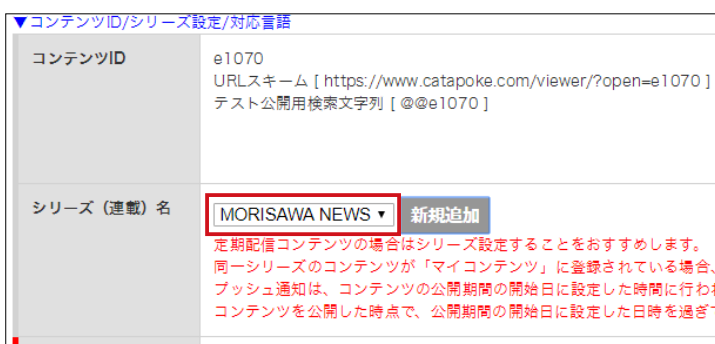 ▼コンテンツID/シリーズ設定/対応言語
コンテンツID
e1070
URLスキーム [ https://www.catapoke.com/viewer/?open=e1070 ]
テスト公開用検索文字列 [ @@e1070 ]
シリーズ（連載）名
MORISAWA NEWS ▼
新規追加
定期配信コンテンツの場合はシリーズ設定することをおすすめします。
同一シリーズのコンテンツが「マイコンテンツ」に登録されている場合、
プッシュ通知は、コンテンツの公開期間の開始日に設定した時間に行わ
コンテンツを公開した時点で、公開期間の開始日に設定した日時を過ぎ